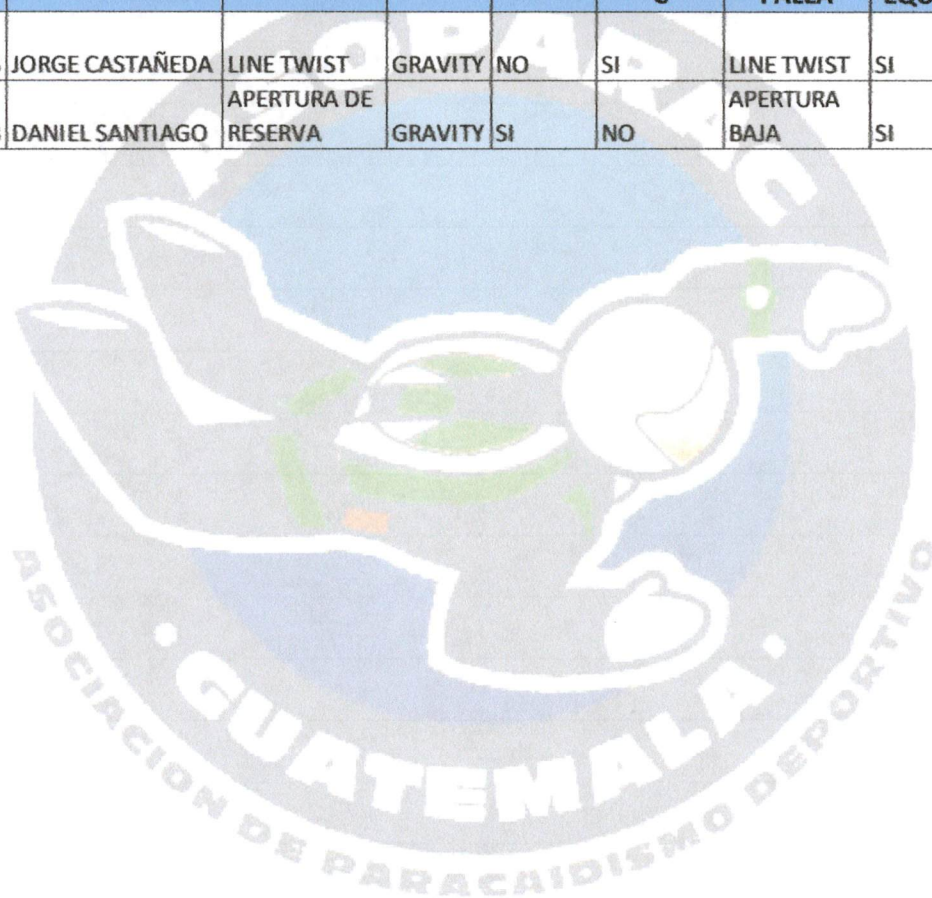 JORGE CASTAÑEDA LINE TWIST GRAVITY NO SI LINE TWIST SI
DANIEL SANTIAGO APERTURA DE RESERVA GRAVITY SI NO APERTURA BAJA SI
ASOPARAC
ASOCIACION DE PARACAIDISMO DEPORTIVO
GUATEMALA